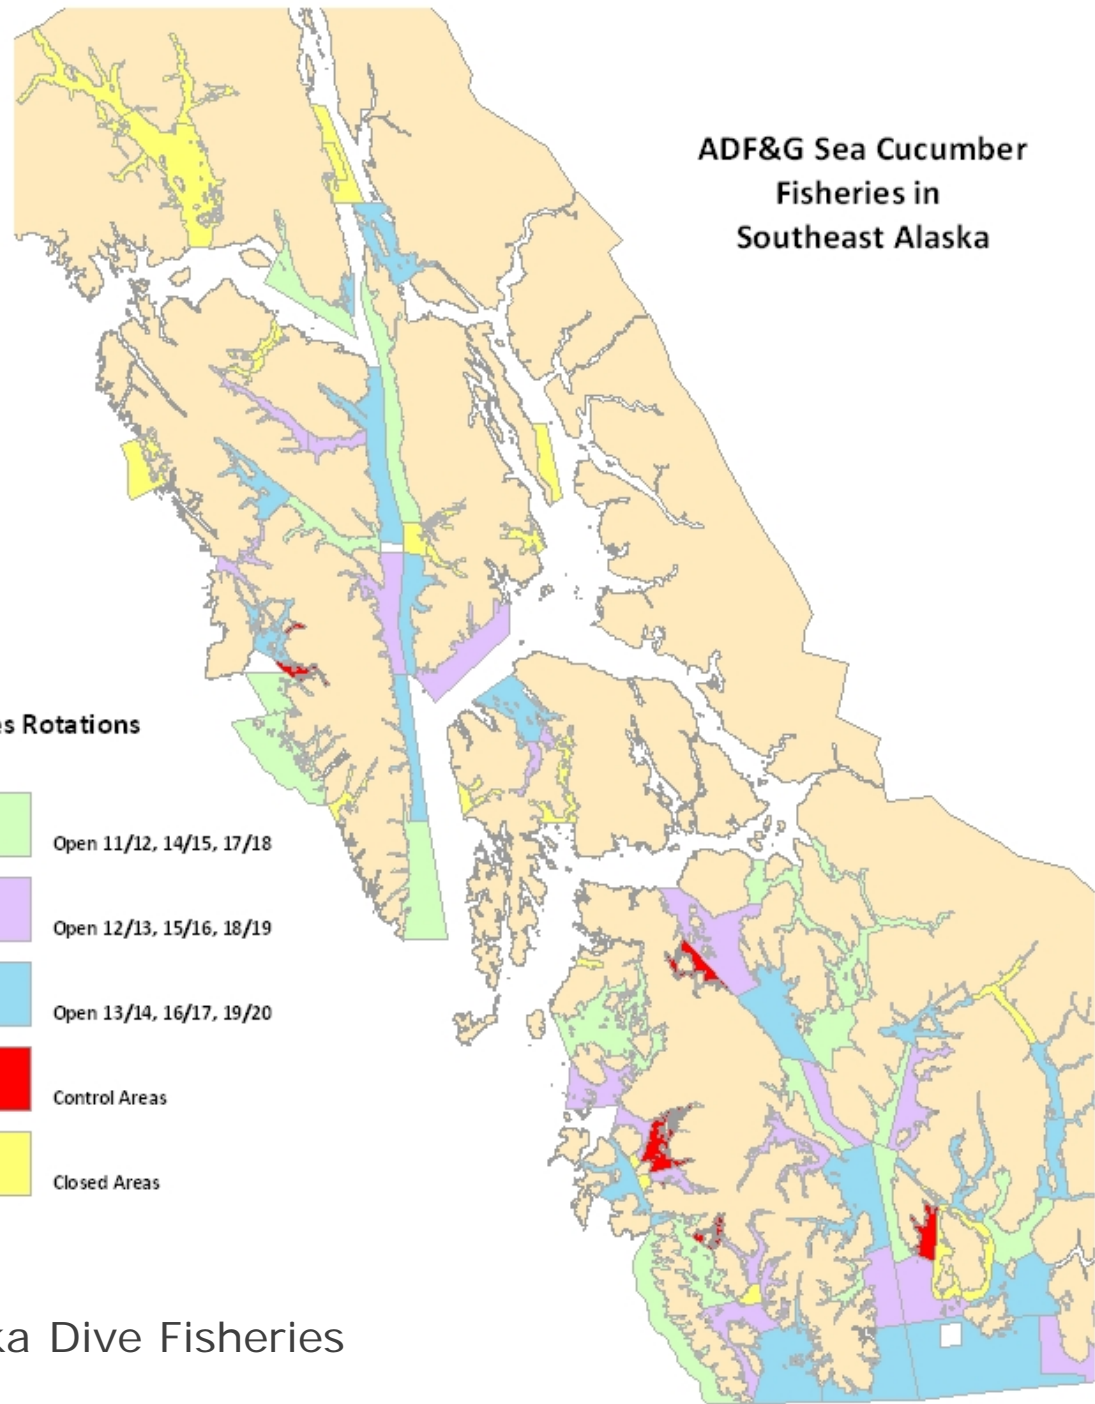 ADF&G Sea Cucumber
Fisheries in
Southeast Alaska
es Rotations
Open 11/12, 14/15, 17/18
Open 12/13, 15/16, 18/19
Open 13/14, 16/17, 19/20
Control Areas
Closed Areas
ka Dive Fisheries